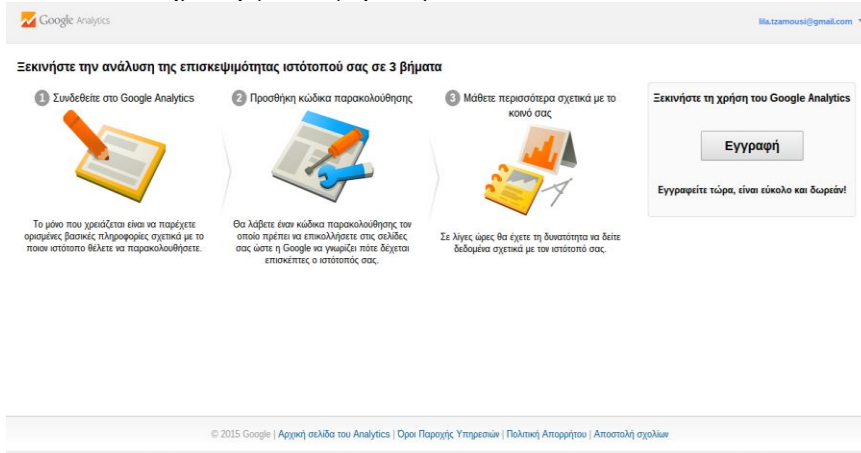 Google Analytics
lila.tzamousi@gmail.com
Ξεκινήστε την ανάλυση της επισκεψιμότητας ιστότοπού σας σε 3 βήματα
1 Συνδεθείτε στο Google Analytics
Το μόνο που χρειάζεται είναι να παρέχετε
ορισμένες βασικές πληροφορίες σχετικά με το
ποιον ιστότοπο θέλετε να παρακολουθήσετε.
2 Προσθήκη κώδικα παρακολούθησης
Θα λάβετε έναν κώδικα παρακολούθησης τον
οποίο πρέπει να επικολλήσετε στις σελίδες
σας ώστε η Google να γνωρίζει πότε δέχεται
επισκέπτες ο ιστότοπός σας.
3 Μάθετε περισσότερα σχετικά με το
κοινό σας
Σε λίγες ώρες θα έχετε τη δυνατότητα να δείτε
δεδομένα σχετικά με τον ιστότοπό σας.
Ξεκινήστε τη χρήση του Google Analytics
Εγγραφή
Εγγραφείτε τώρα, είναι εύκολο και δωρεάν!
© 2015 Google | Αρχική σελίδα του Analytics | Όροι Παροχής Υπηρεσιών | Πολιτική Απορρήτου | Αποστολή σχολίων